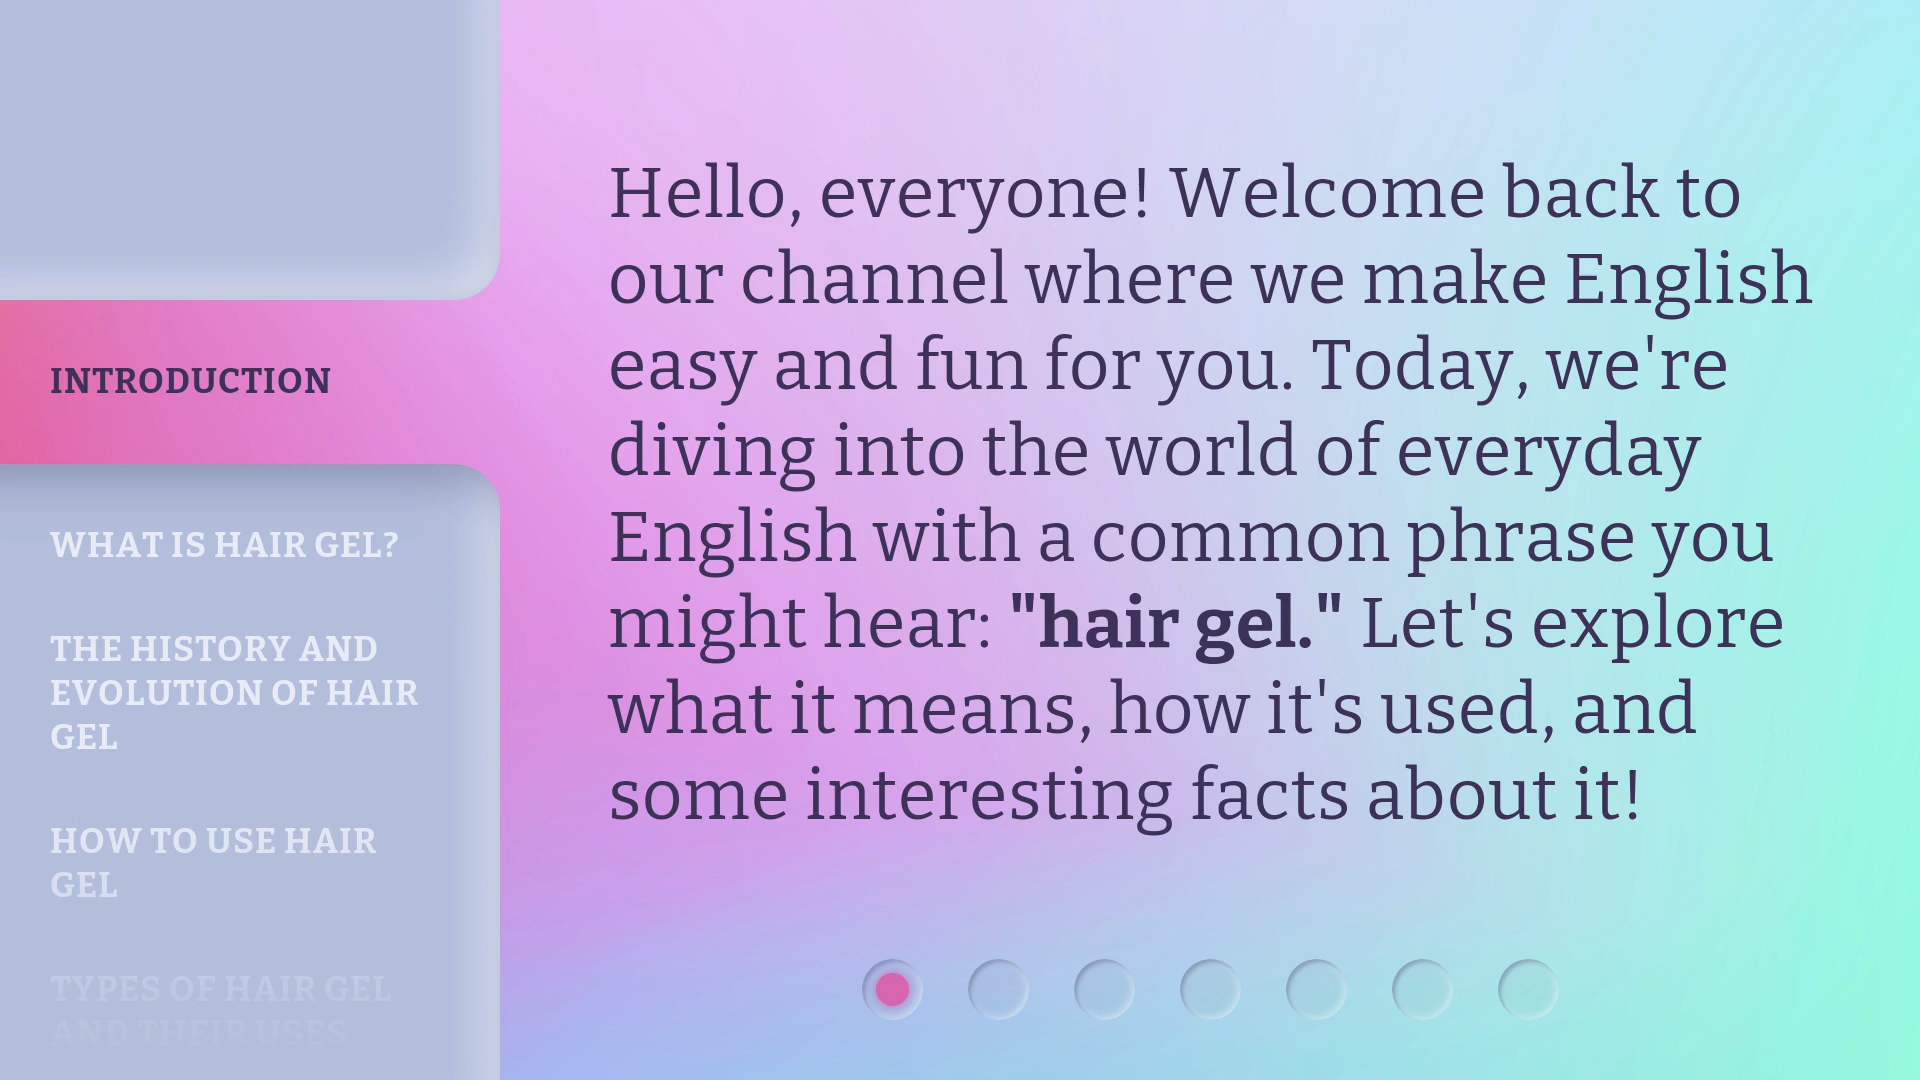 INTRODUCTION
WHAT IS HAIR GEL?
THE HISTORY AND
EVOLUTION OF HAIR
GEL
HOW TO USE HAIR
GEL
TYPES OF HAIR GEL
AND THEIR USES
Hello, everyone! Welcome back to
our channel where we make English
easy and fun for you. Today, we're
diving into the world of everyday
English with a common phrase you
might hear: "hair gel." Let's explore
what it means, how it's used, and
some interesting facts about it!